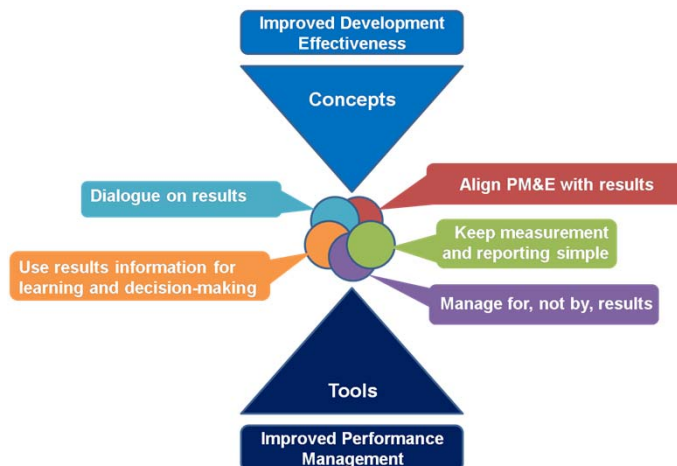 Improved Development
Effectiveness
Concepts
Dialogue on results
Align PM&E with results
Keep measurement
and reporting simple
Use results information for
learning and decision-making
Manage for, not by, results
Tools
Improved Performance
Management